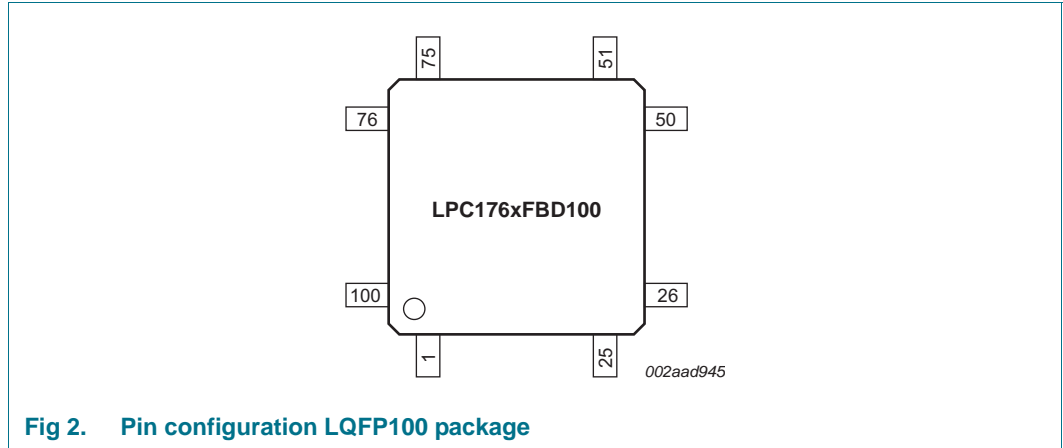 75 51
76 50
LPC176xFBD100
100 26
1 25
002aad945
Fig 2. Pin configuration LQFP100 package